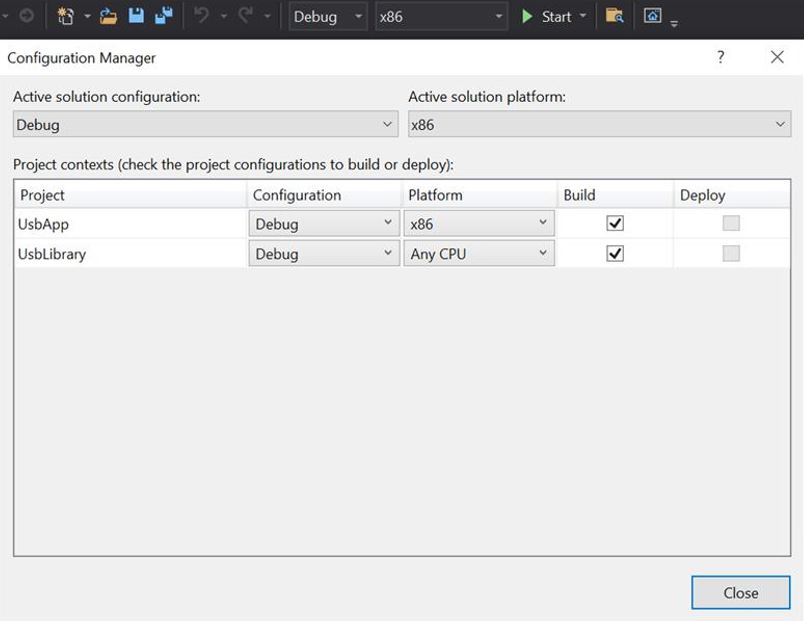 Debug x86 Start
Configuration Manager ?
Active solution configuration: Active solution platform:
Debug x86
Project contexts (check the project configurations to build or deploy):
Project Configuration Platform Build Deploy
UsbApp Debug x86
UsbLibrary Debug Any CPU
Close